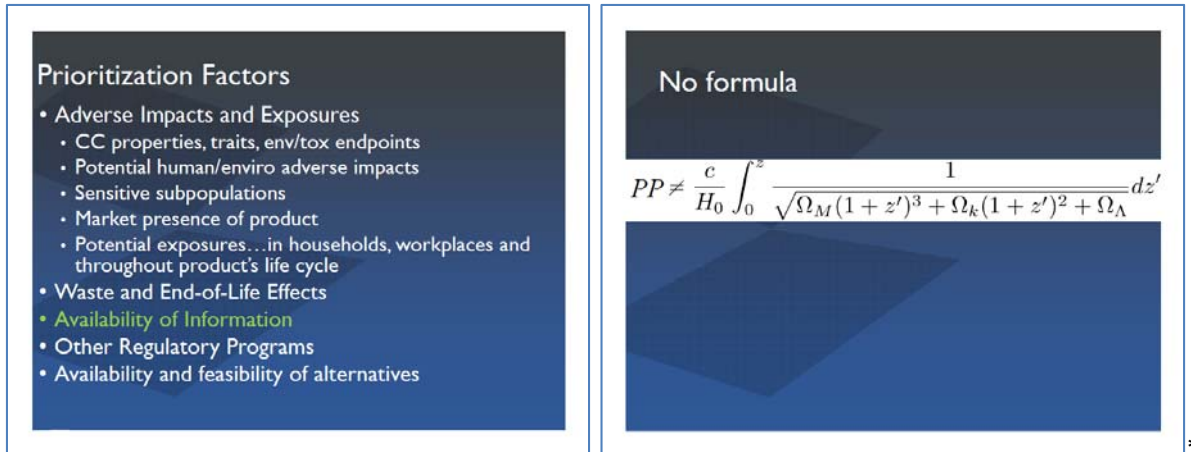 Prioritization Factors
• Adverse Impacts and Exposures
• CC properties, traits, env/tox endpoints
• Potential human/enviro adverse impacts
• Sensitive subpopulations
• Market presence of product
• Potential exposures…in households, workplaces and
throughout product's life cycle
• Waste and End-of-Life Effects
• Availability of Information
• Other Regulatory Programs
• Availability and feasibility of alternatives
No formula
PP ≠ c/H₀ ∫₀ᶻ 1/√(Ω_M(1 + z′)³ + Ω_k(1 + z′)² + Ω_Λ) dz′